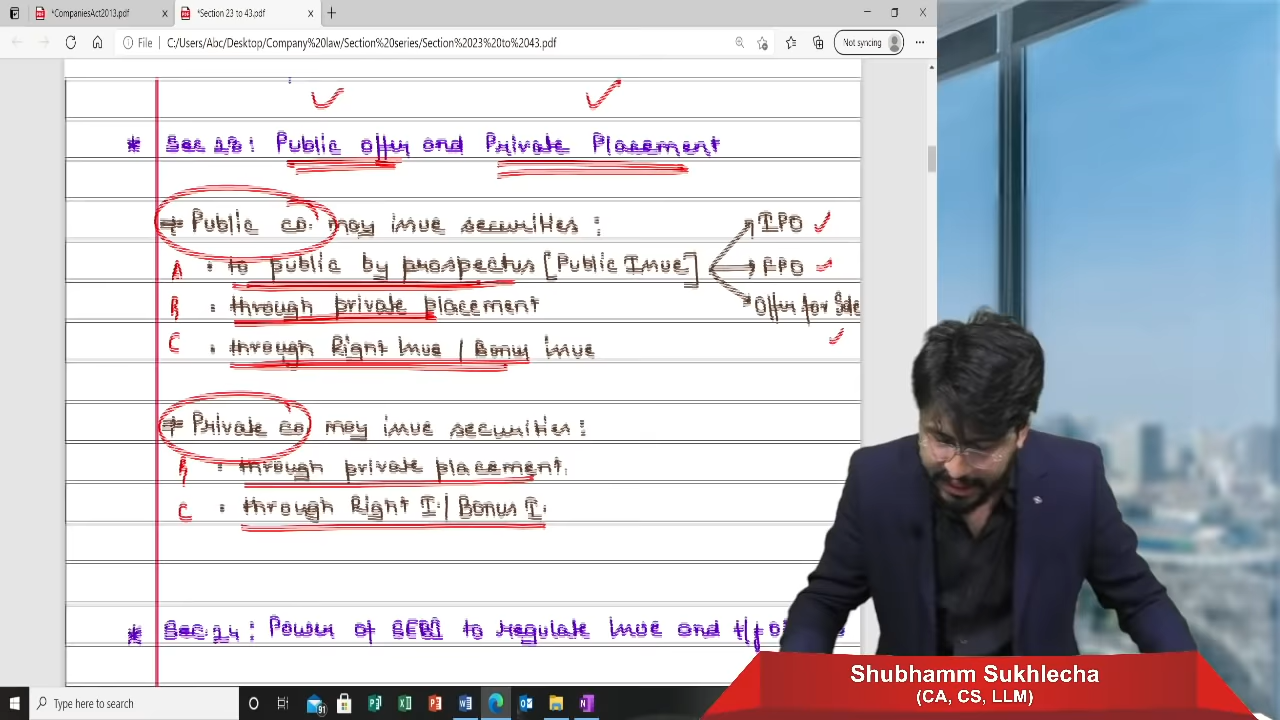 *CompaniesAct2013.pdf
*Section 23 to 43.pdf
File
C:/Users/Abc/Desktop/Company%20law/Section%20series/Section%2023%20to%2043.pdf
Not syncing
* Sec 23: Public offer and Private Placement
⇒ Public co. may issue securities:
A . to public by prospectus [Public Issue]
IPO
FPO
Offer for Sale
B . through private placement
C . through Right Issue / Bonus Issue
⇒ Private co may issue securities:
B . through private placement.
C . through Right I. / Bonus I.
* Sec. 24: Power of SEBI to regulate issue and t/f of
Type here to search
91
Shubhamm Sukhlecha
(CA, CS, LLM)